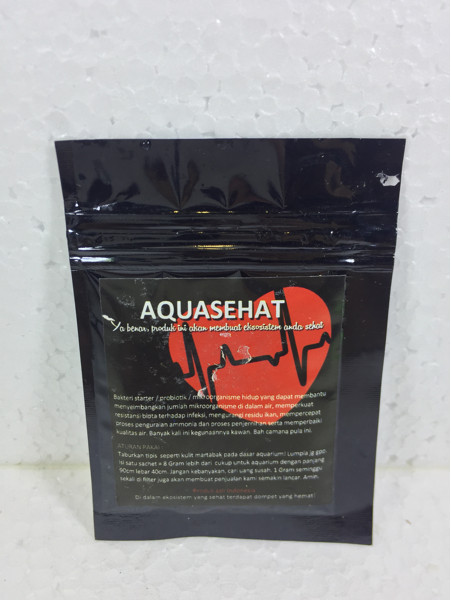 AQUASEHAT
Ya benar, produk ini akan membuat ekosistem anda sehat
Bakteri starter / probiotik / mikroorganisme hidup yang dapat membantu
menyeimbangkan jumlah mikroorganisme di dalam air, memperkuat
resistansi biota terhadap infeksi, mengurangi residu ikan, mempercepat
proses penguraian ammonia dan proses penjernihan serta memperbaiki
kualitas air. Banyak kali ini kegunaannya kawan. Bah camana pula ini.
ATURAN PAKAI
Taburkan tipis seperti kulit martabak pada dasar aquarium! Lumpia jg gpp.
Isi satu sachet = 8 Gram lebih dari cukup untuk aquarium dengan panjang
90cm lebar 40cm. Jangan kebanyakan, cari uang susah. 1 Gram seminggu
sekali di filter juga akan membuat penjualan kami semakin lancar. Amin.
Di dalam ekosistem yang sehat terdapat dompet yang hemat!